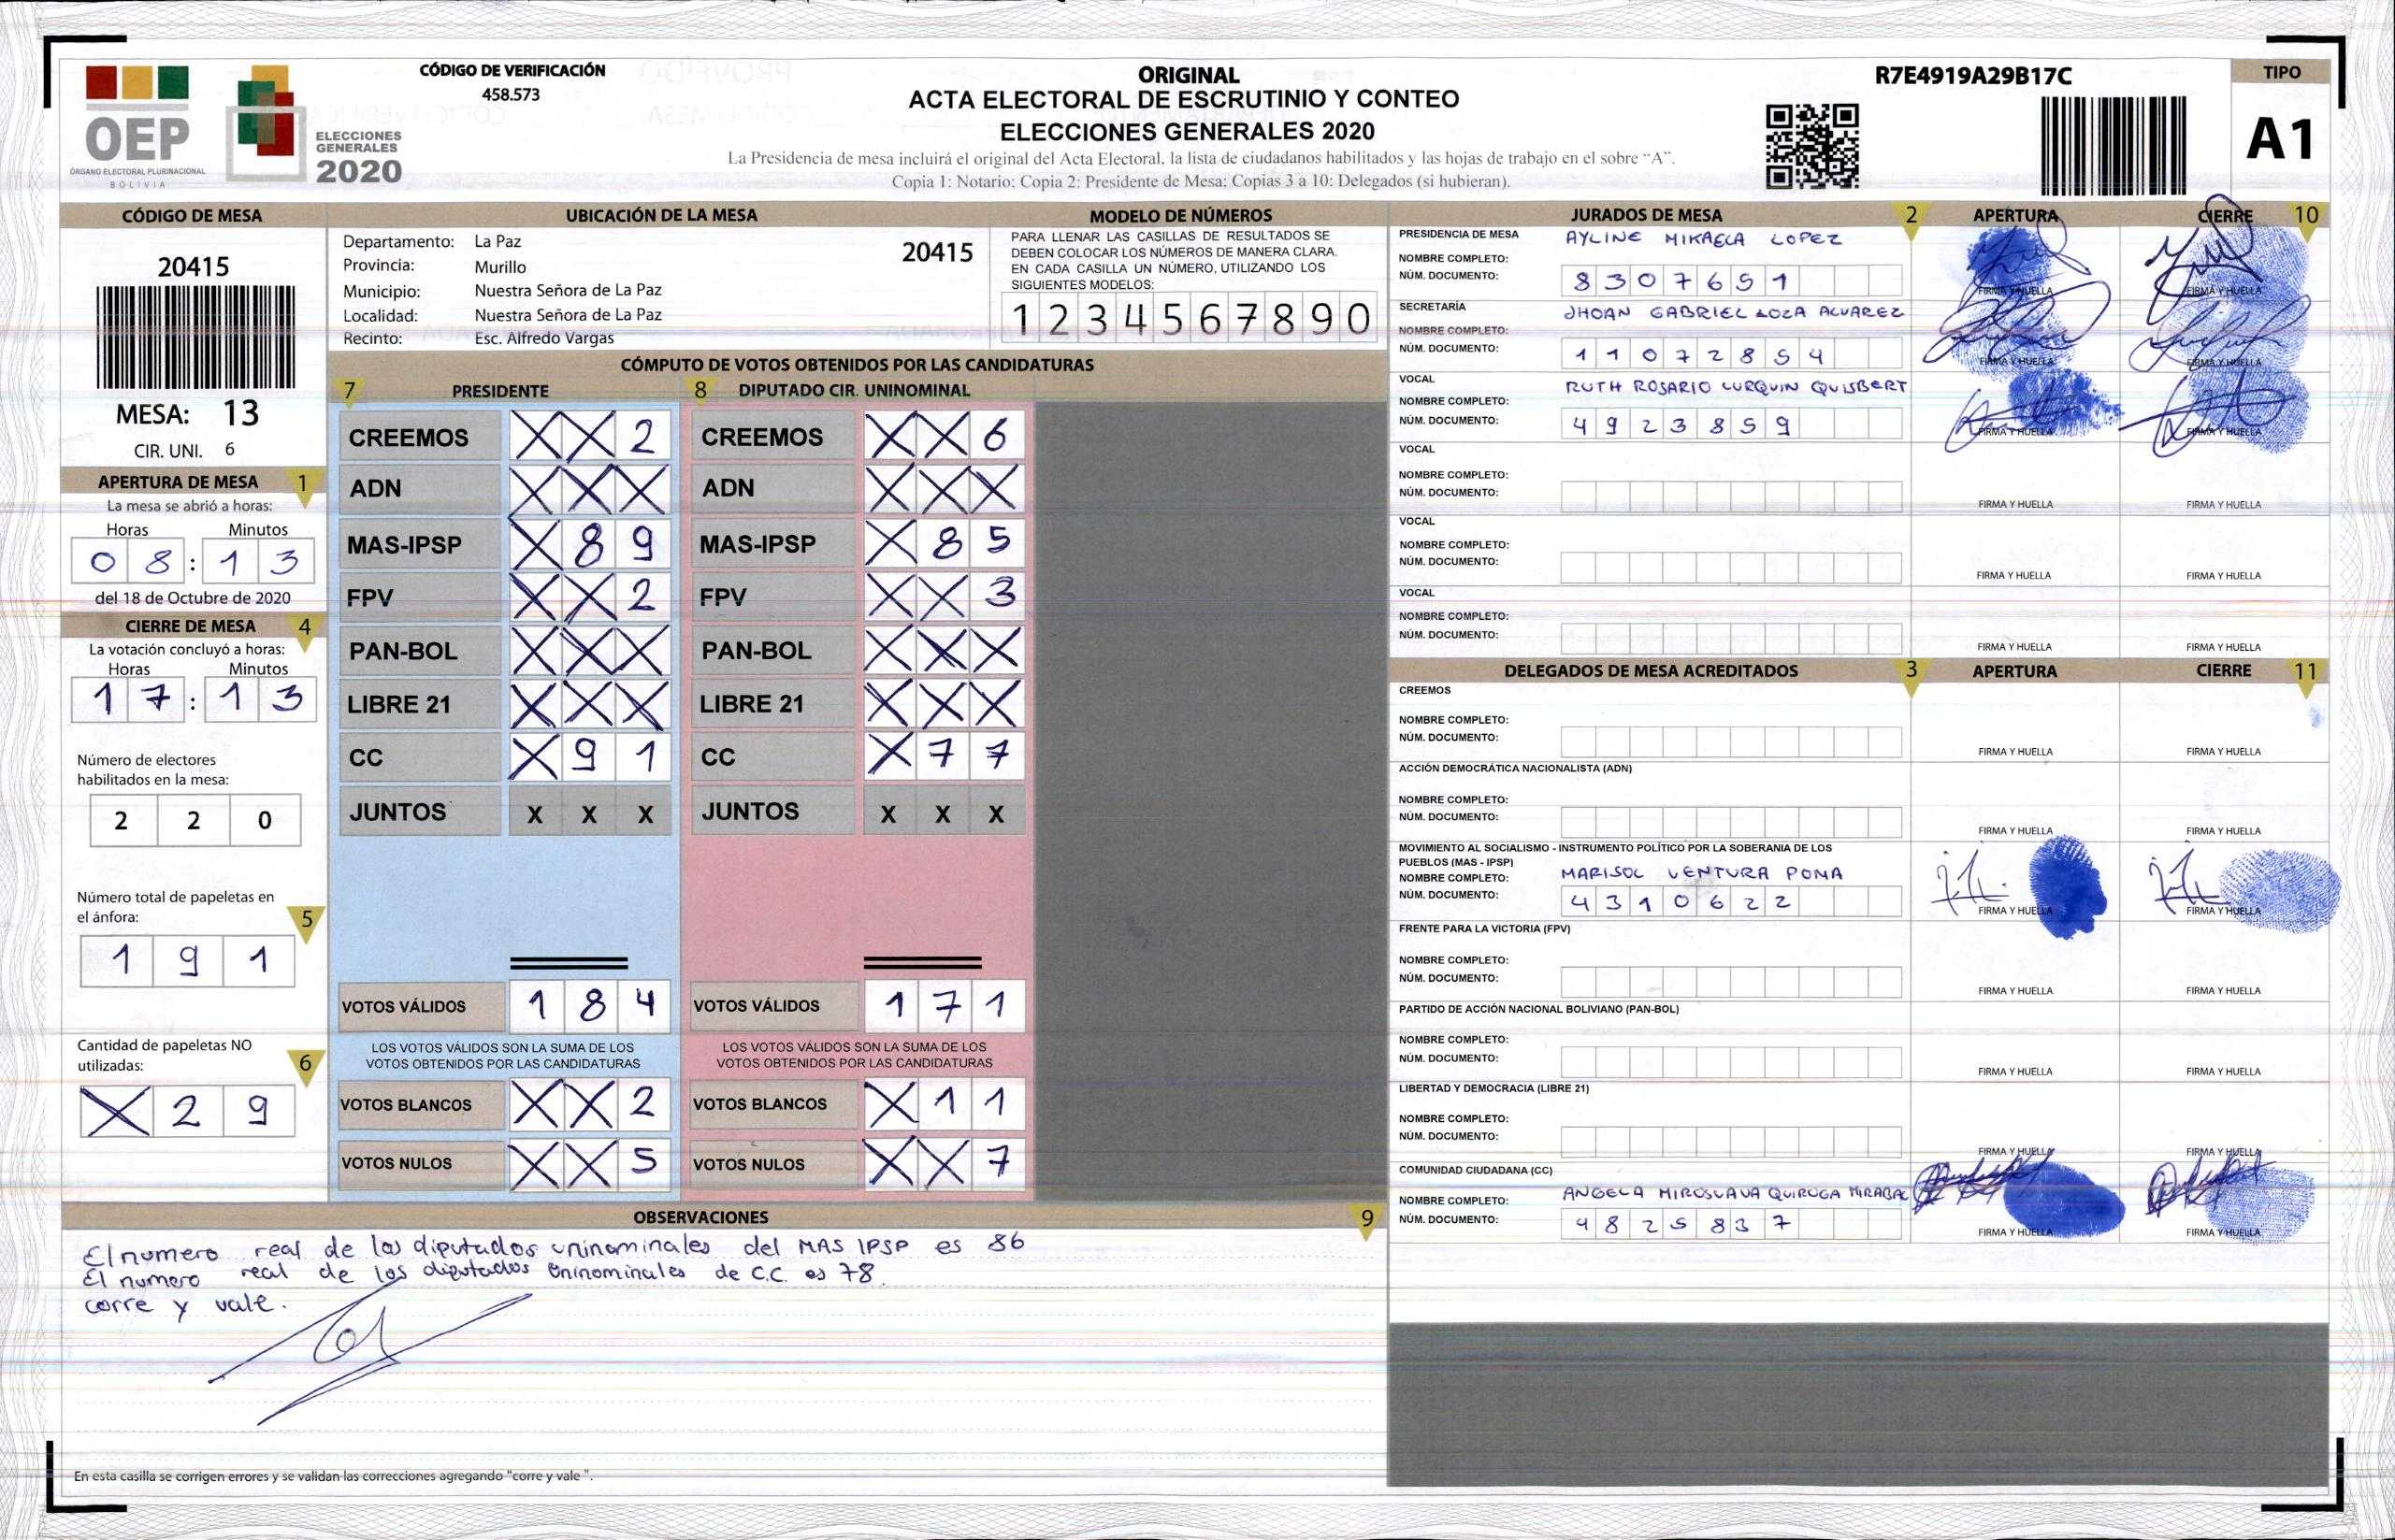 CÓDIGO DE VERIFICACIÓN
458.573
OEP
ÓRGANO ELECTORAL PLURINACIONAL
BOLIVIA
ELECCIONES
GENERALES
2020
ORIGINAL
ACTA ELECTORAL DE ESCRUTINIO Y CONTEO
ELECCIONES GENERALES 2020
La Presidencia de mesa incluirá el original del Acta Electoral, la lista de ciudadanos habilitados y las hojas de trabajo en el sobre "A".
Copia 1: Notario: Copia 2: Presidente de Mesa: Copias 3 a 10: Delegados (si hubieran).
R7E4919A29B17C
TIPO
A1
CÓDIGO DE MESA
20415
MESA: 13
CIR. UNI. 6
APERTURA DE MESA 1
La mesa se abrió a horas:
Horas Minutos
0 8 : 1 3
del 18 de Octubre de 2020
CIERRE DE MESA 4
La votación concluyó a horas:
Horas Minutos
1 7 : 1 3
Número de electores
habilitados en la mesa:
2 2 0
Número total de papeletas en
el ánfora: 5
1 9 1
Cantidad de papeletas NO
utilizadas: 6
X 2 9
UBICACIÓN DE LA MESA
Departamento: La Paz 20415
Provincia: Murillo
Municipio: Nuestra Señora de La Paz
Localidad: Nuestra Señora de La Paz
Recinto: Esc. Alfredo Vargas
MODELO DE NÚMEROS
PARA LLENAR LAS CASILLAS DE RESULTADOS SE
DEBEN COLOCAR LOS NÚMEROS DE MANERA CLARA.
EN CADA CASILLA UN NÚMERO, UTILIZANDO LOS
SIGUIENTES MODELOS:
1 2 3 4 5 6 7 8 9 0
CÓMPUTO DE VOTOS OBTENIDOS POR LAS CANDIDATURAS
7 PRESIDENTE 8 DIPUTADO CIR. UNINOMINAL
CREEMOS X X 2 CREEMOS X X 6
ADN X X X ADN X X X
MAS-IPSP X 8 9 MAS-IPSP X 8 5
FPV X X 2 FPV X X 3
PAN-BOL X X X PAN-BOL X X X
LIBRE 21 X X X LIBRE 21 X X X
CC X 9 1 CC X 7 7
JUNTOS X X X JUNTOS X X X
VOTOS VÁLIDOS 1 8 4 VOTOS VÁLIDOS 1 7 1
LOS VOTOS VÁLIDOS SON LA SUMA DE LOS LOS VOTOS VÁLIDOS SON LA SUMA DE LOS
VOTOS OBTENIDOS POR LAS CANDIDATURAS VOTOS OBTENIDOS POR LAS CANDIDATURAS
VOTOS BLANCOS X X 2 VOTOS BLANCOS X 1 1
VOTOS NULOS X X 5 VOTOS NULOS X X 7
OBSERVACIONES 9
El numero real de los diputados uninominales del MAS IPSP es 86
El numero real de los diputados uninominales de C.C. es 78.
corre y vale.
En esta casilla se corrigen errores y se validan las correcciones agregando "corre y vale ".
JURADOS DE MESA 2 APERTURA CIERRE 10
PRESIDENCIA DE MESA AYLINE MIKAELA LOPEZ
NOMBRE COMPLETO:
NÚM. DOCUMENTO: 8 3 0 7 6 5 1
FIRMA Y HUELLA FIRMA Y HUELLA
SECRETARÍA JHOAN GABRIEL LOZA ALVAREZ
NOMBRE COMPLETO:
NÚM. DOCUMENTO: 1 1 0 7 2 8 5 4
FIRMA Y HUELLA FIRMA Y HUELLA
VOCAL RUTH ROSARIO LURQUIN QUISBERT
NOMBRE COMPLETO:
NÚM. DOCUMENTO: 4 9 2 3 8 5 9
FIRMA Y HUELLA FIRMA Y HUELLA
VOCAL
NOMBRE COMPLETO:
NÚM. DOCUMENTO:
FIRMA Y HUELLA FIRMA Y HUELLA
VOCAL
NOMBRE COMPLETO:
NÚM. DOCUMENTO:
FIRMA Y HUELLA FIRMA Y HUELLA
VOCAL
NOMBRE COMPLETO:
NÚM. DOCUMENTO:
FIRMA Y HUELLA FIRMA Y HUELLA
DELEGADOS DE MESA ACREDITADOS 3 APERTURA CIERRE 11
CREEMOS
NOMBRE COMPLETO:
NÚM. DOCUMENTO:
FIRMA Y HUELLA FIRMA Y HUELLA
ACCIÓN DEMOCRÁTICA NACIONALISTA (ADN)
NOMBRE COMPLETO:
NÚM. DOCUMENTO:
FIRMA Y HUELLA FIRMA Y HUELLA
MOVIMIENTO AL SOCIALISMO - INSTRUMENTO POLÍTICO POR LA SOBERANIA DE LOS
PUEBLOS (MAS - IPSP)
NOMBRE COMPLETO: MARISOL VENTURA POMA
NÚM. DOCUMENTO: 4 3 1 0 6 2 2
FIRMA Y HUELLA FIRMA Y HUELLA
FRENTE PARA LA VICTORIA (FPV)
NOMBRE COMPLETO:
NÚM. DOCUMENTO:
FIRMA Y HUELLA FIRMA Y HUELLA
PARTIDO DE ACCIÓN NACIONAL BOLIVIANO (PAN-BOL)
NOMBRE COMPLETO:
NÚM. DOCUMENTO:
FIRMA Y HUELLA FIRMA Y HUELLA
LIBERTAD Y DEMOCRACIA (LIBRE 21)
NOMBRE COMPLETO:
NÚM. DOCUMENTO:
FIRMA Y HUELLA FIRMA Y HUELLA
COMUNIDAD CIUDADANA (CC)
NOMBRE COMPLETO: ANGELA MIROSLAVA QUIROGA MIRABAL
NÚM. DOCUMENTO: 4 8 2 5 8 3 7
FIRMA Y HUELLA FIRMA Y HUELLA